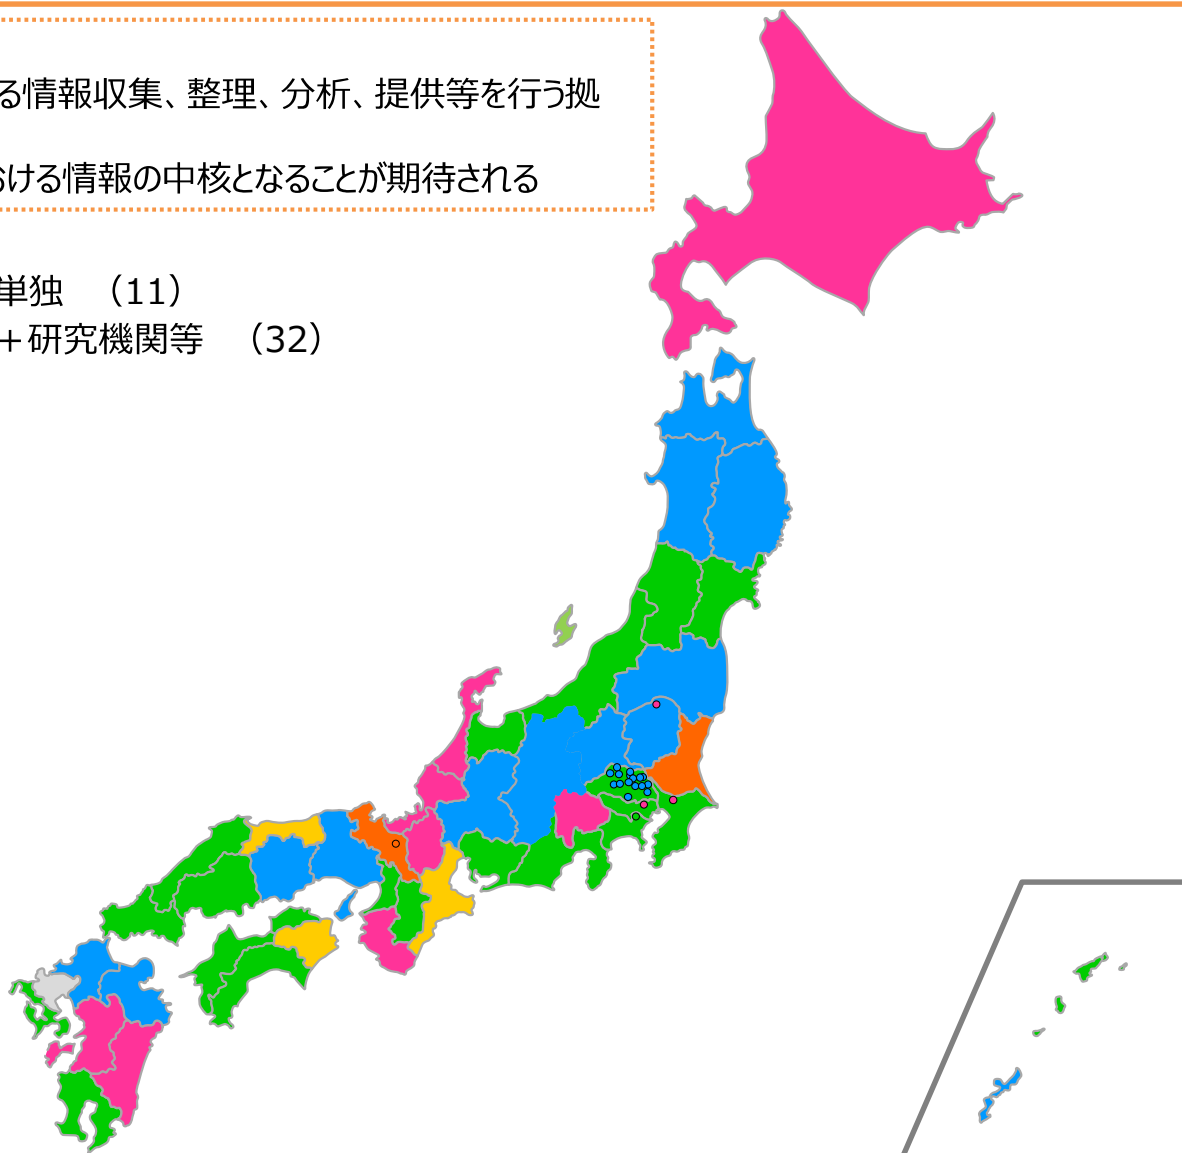 る情報収集、整理、分析、提供等を行う拠
おける情報の中核となることが期待される
単独　（11）
＋研究機関等　（32）